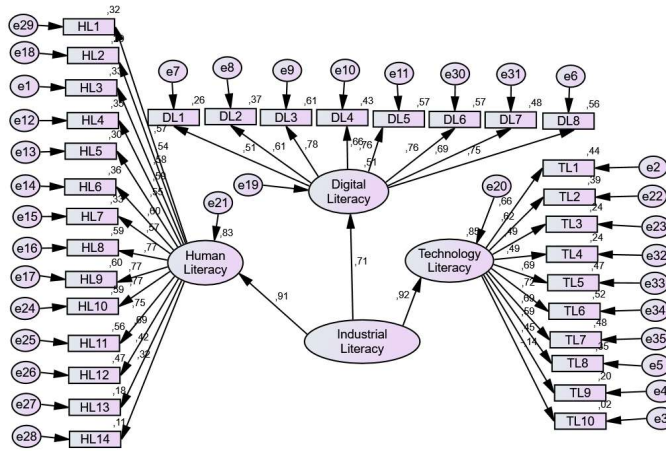 e29 HL1 ,32
e18 HL2
e1 HL3 ,33
e12 HL4 ,35
e13 HL5 ,30
e14 HL6 ,36
e15 HL7 ,33
e16 HL8 ,59
e17 HL9 ,60
e24 HL10 ,59
e25 HL11 ,56
e26 HL12 ,47
e27 HL13 ,18
e28 HL14 ,11
,57
,54
,58
,55
,60
,57
,77
,77
,77
,75
,69
,42
,32
e7 e8 e9 e10 e11 e30 e31 e6
DL1 ,26 DL2 ,37 DL3 ,61 DL4 ,43 DL5 ,57 DL6 ,57 DL7 ,48 DL8 ,56
,51 ,61 ,78 ,66 ,76 ,76 ,69 ,75
e19
,51
Digital
Literacy
e21
,83
Human
Literacy
e20
,85
Technology
Literacy
,91 ,71 ,92
Industrial
Literacy
TL1 ,44 e2
TL2 ,39 e22
TL3 ,24 e23
TL4 ,24 e32
TL5 ,47 e33
TL6 ,52 e34
TL7 ,48 e35
TL8 ,35 e5
TL9 ,20 e4
TL10 ,02 e3
,66
,62
,49
,49
,69
,72
,69
,59
,45
,14